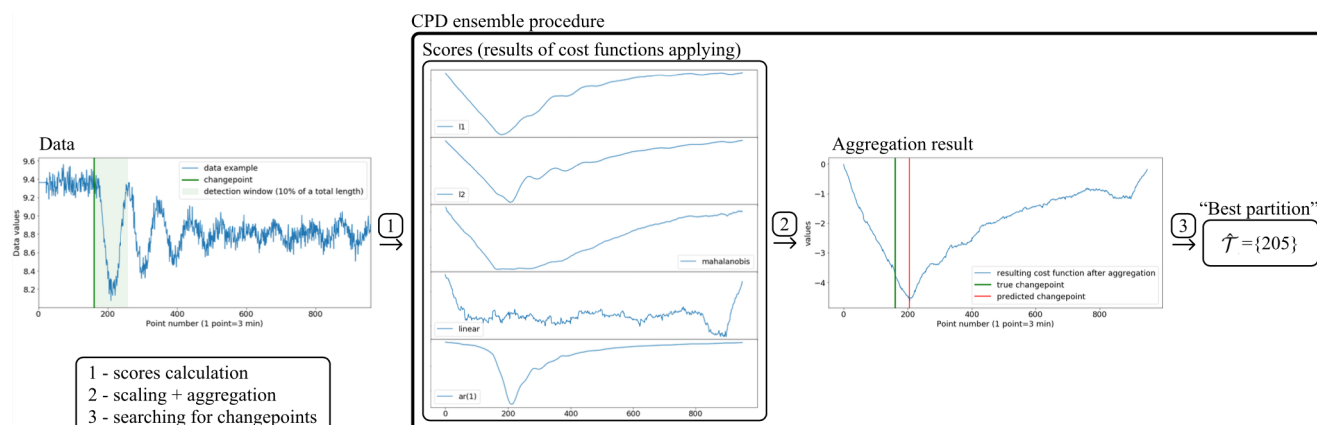 CPD ensemble procedure
Scores (results of cost functions applying)
l1
l2
mahalanobis
linear
ar(1)
0 200 400 600 800
Data
9.6
9.4
9.2
9.0
8.8
8.6
8.4
8.2
Data values
data example
changepoint
detection window (10% of a total length)
0 200 400 600 800
Point number (1 point=3 min)
1
2
Aggregation result
0
−1
−2
−3
−4
values
resulting cost function after aggregation
true changepoint
predicted changepoint
0 200 400 600 800
Point number (1 point=3 min)
3
“Best partition”
𝒯̂ ={205}
1 - scores calculation
2 - scaling + aggregation
3 - searching for changepoints